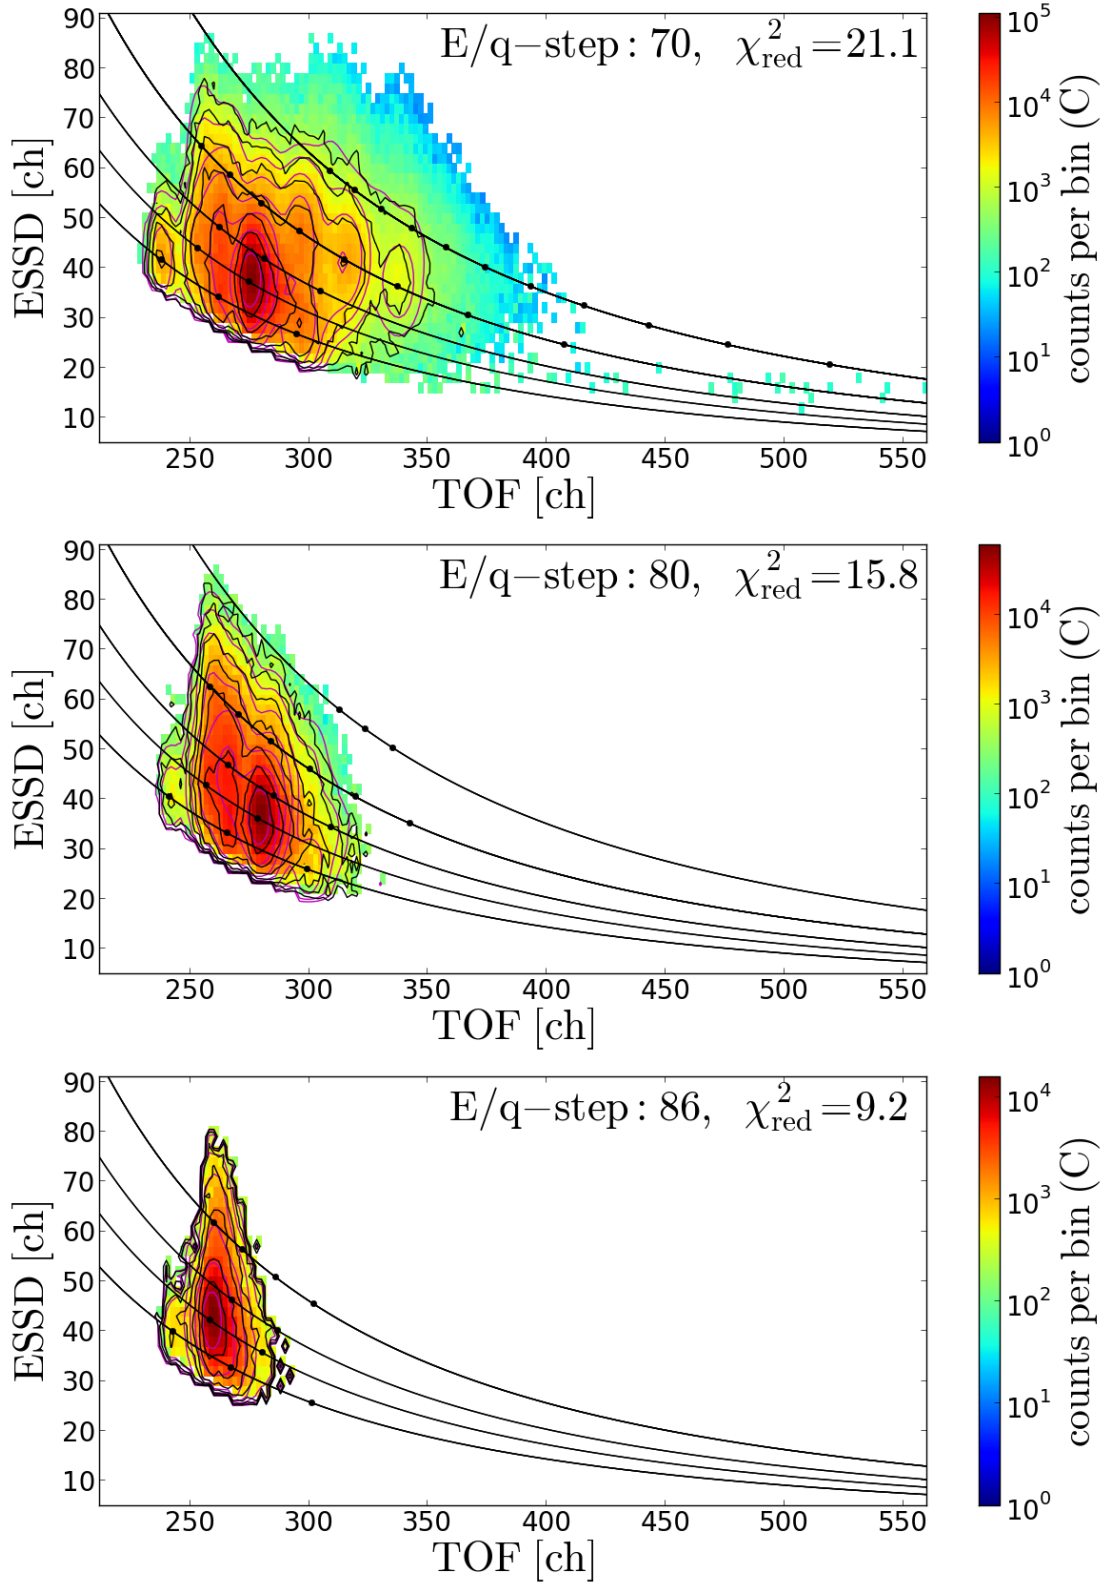 E/q−step: 70, χ²red=21.1
90
80
70
60
50
40
30
20
10
ESSD [ch]
250 300 350 400 450 500 550
TOF [ch]
10⁵
10⁴
10³
10²
10¹
10⁰
counts per bin (C)
E/q−step: 80, χ²red=15.8
90
80
70
60
50
40
30
20
10
ESSD [ch]
250 300 350 400 450 500 550
TOF [ch]
10⁴
10³
10²
10¹
10⁰
counts per bin (C)
E/q−step: 86, χ²red=9.2
90
80
70
60
50
40
30
20
10
ESSD [ch]
250 300 350 400 450 500 550
TOF [ch]
10⁴
10³
10²
10¹
10⁰
counts per bin (C)